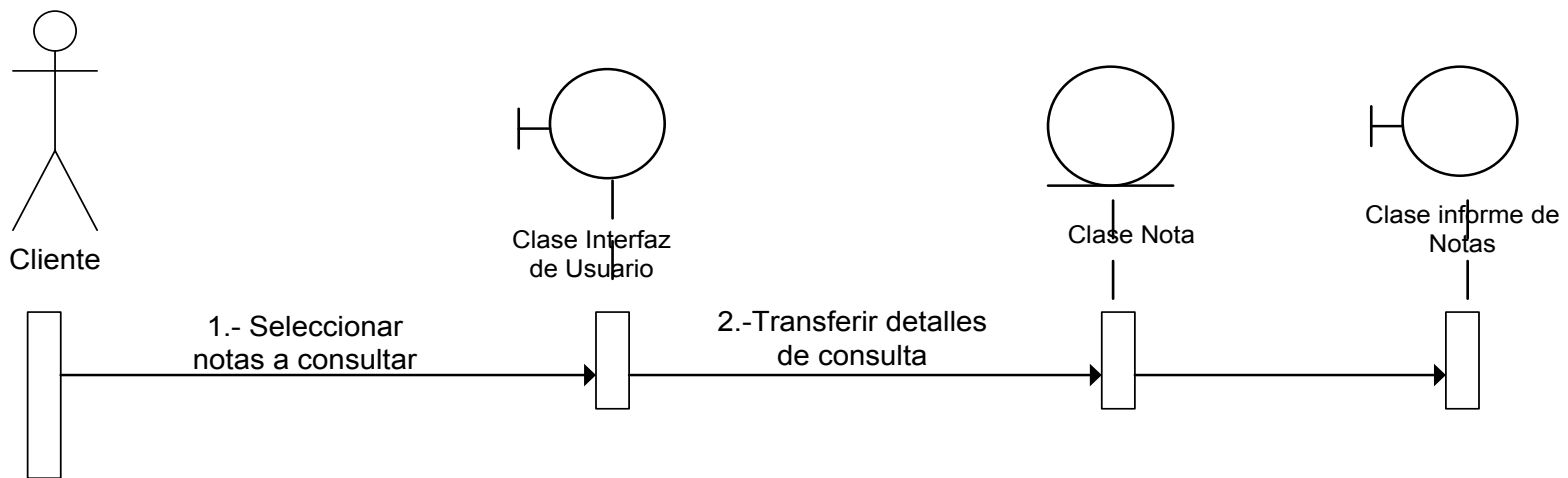 Cliente
Clase Interfaz
de Usuario
Clase Nota
Clase informe de
Notas
1.- Seleccionar
notas a consultar
2.-Transferir detalles
de consulta